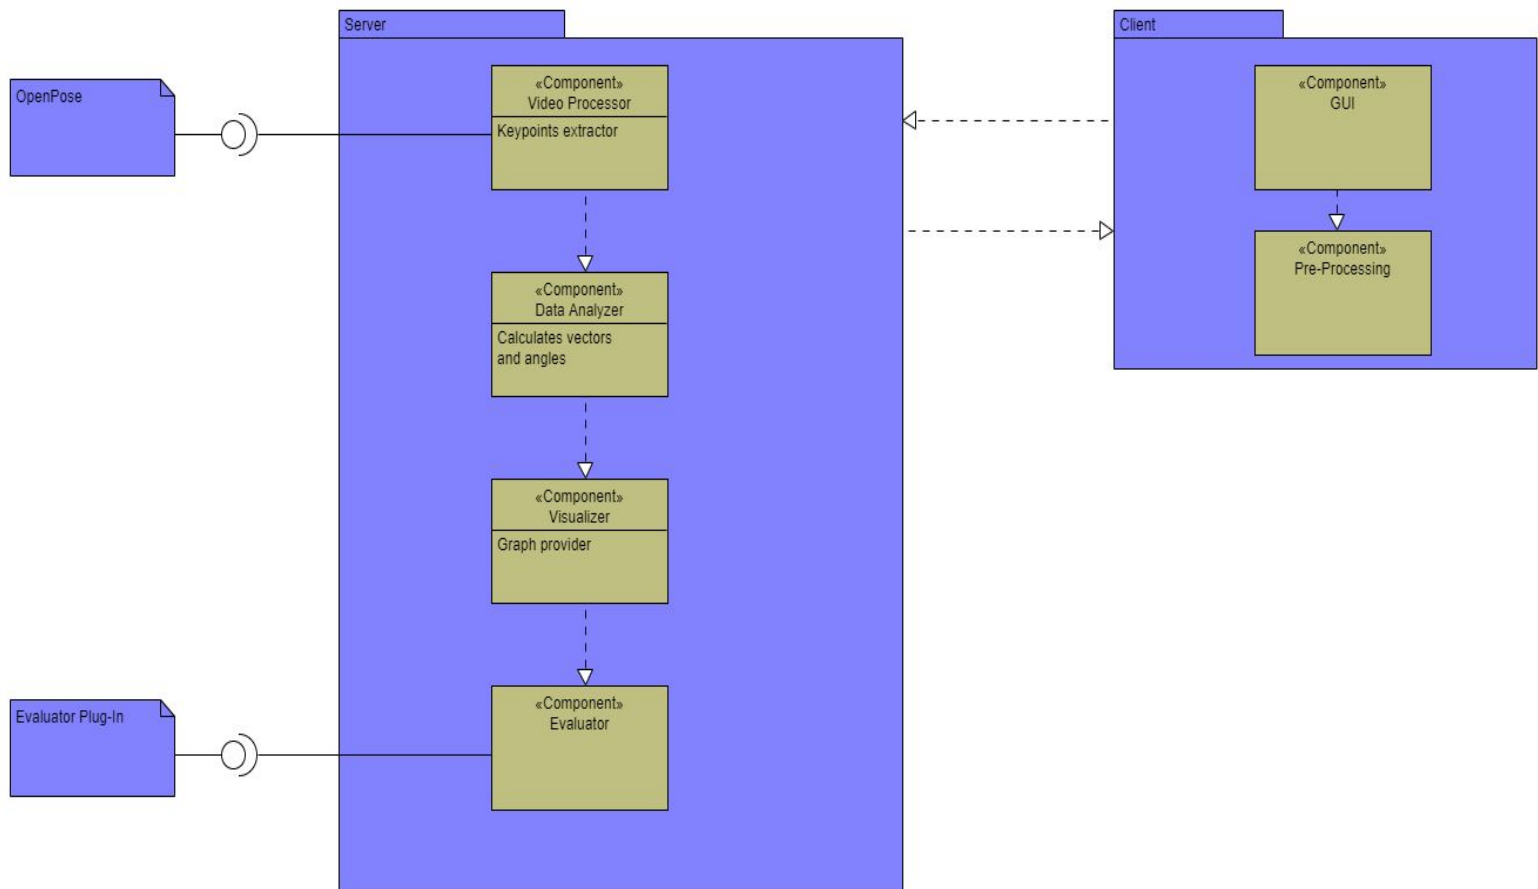 Server
Client
OpenPose
«Component»
Video Processor
Keypoints extractor
«Component»
GUI
«Component»
Pre-Processing
«Component»
Data Analyzer
Calculates vectors
and angles
«Component»
Visualizer
Graph provider
Evaluator Plug-In
«Component»
Evaluator